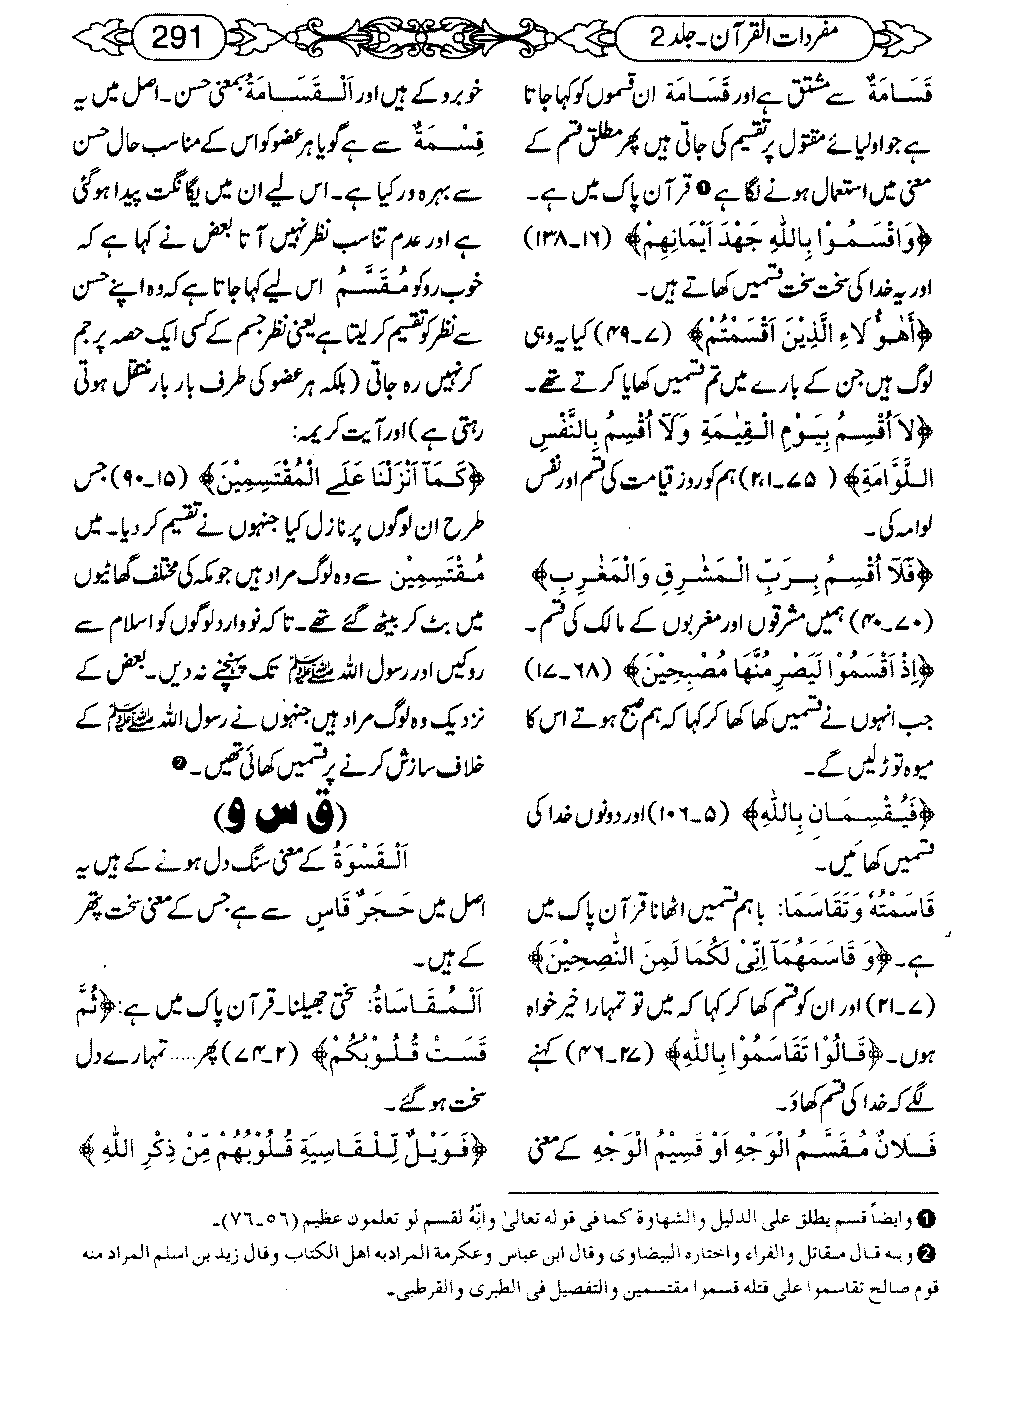 مفردات القرآن۔جلد 2
291
قَسَامَةٌ سے مشتق ہے اور قَسَامَة ان قسموں کو کہا جاتا
ہے جو اولیائے مقتول پر تقسیم کی جاتی ہیں پھر مطلق قسم کے
معنی میں استعمال ہونے لگا ہے ❶ قرآن پاک میں ہے۔
﴿وَاَقْسَمُوْا بِاللّٰهِ جَهْدَ اَيْمَانِهِمْ﴾ (۱۶۔۱۳۸)
اور یہ خدا کی سخت سخت قسمیں کھاتے ہیں۔
﴿أَهٰٓؤُلَاءِ الَّذِيْنَ اَقْسَمْتُمْ﴾ (۷۔۴۹) کیا یہ وہی
لوگ ہیں جن کے بارے میں تم قسمیں کھایا کرتے تھے۔
﴿لَا اُقْسِمُ بِيَوْمِ الْقِيٰمَةِ وَلَآ اُقْسِمُ بِالنَّفْسِ
اللَّوَّامَةِ﴾ (۷۵۔۲،۱) ہم کو روز قیامت کی قسم اور نفس
لوامہ کی۔
﴿فَلَآ اُقْسِمُ بِرَبِّ الْمَشٰرِقِ وَالْمَغٰرِبِ﴾
(۷۰۔۴۰) ہمیں مشرقوں اور مغربوں کے مالک کی قسم۔
﴿اِذْ اَقْسَمُوْا لَيَصْرِمُنَّهَا مُصْبِحِيْنَ﴾ (۶۸۔۱۷)
جب انہوں نے قسمیں کھا کھا کر کہا کہ ہم صبح ہوتے اس کا
میوہ توڑ لیں گے۔
﴿فَيُقْسِمَانِ بِاللّٰهِ﴾ (۵۔۱۰۶) اور دونوں خدا کی
قسمیں کھائیں۔
قَاسَمْتُهٗ وَتَقَاسَمَا: باہم قسمیں اٹھانا قرآن پاک میں
ہے۔ ﴿وَ قَاسَمَهُمَآ اِنِّىْ لَكُمَا لَمِنَ النّٰصِحِيْنَ﴾
(۷۔۲۱) اور ان کو قسم کھا کر کہا کہ میں تو تمہارا خیر خواہ
ہوں۔ ﴿قَالُوْا تَقَاسَمُوْا بِاللّٰهِ﴾ (۲۷۔۴۶) کہنے
لگے کہ خدا کی قسم کھاؤ۔
فَلَانٌ مُقَسَّمُ الْوَجْهِ اَوْ قَسِيْمُ الْوَجْهِ کے معنی
خوبرو کے ہیں اور اَلْقَسَامَةُ بمعنی حسن۔ اصل میں یہ
قِسْمَةٌ سے ہے گویا ہر عضو کو اس کے مناسب حال حسن
سے بہرہ ور کیا ہے۔ اس لیے ان میں یگانگت پیدا ہوگئی
ہے اور عدم تناسب نظر نہیں آتا بعض نے کہا ہے کہ
خوب رو کو مُقَسَّمٌ اس لیے کہا جاتا ہے کہ وہ اپنے حسن
سے نظر کو تقسیم کر لیتا ہے یعنی نظر جسم کے کسی ایک حصہ پر جم
کر نہیں رہ جاتی (بلکہ ہر عضو کی طرف بار بار منتقل ہوتی
رہتی ہے) اور آیت کریمہ:
﴿كَمَآ اَنْزَلْنَا عَلَى الْمُقْتَسِمِيْنَ﴾ (۱۵۔۹۰) جس
طرح ان لوگوں پر نازل کیا جنہوں نے تقسیم کر دیا۔ میں
مُقْتَسِمِيْن سے وہ لوگ مراد ہیں جو مکہ کی مختلف گھاٹیوں
میں بٹ کر بیٹھ گئے تھے۔ تاکہ نو وارد لوگوں کو اسلام سے
روکیں اور رسول اللہ ﷺ تک پہنچنے نہ دیں۔ بعض کے
نزدیک وہ لوگ مراد ہیں جنہوں نے رسول اللہ ﷺ کے
خلاف سازش کرنے پر قسمیں کھائی تھیں۔ ❷
(ق س و)
اَلْقَسْوَةُ کے معنی سنگ دل ہونے کے ہیں یہ
اصل میں حَجَرٌ قَاسٍ سے ہے جس کے معنی سخت پتھر
کے ہیں۔
اَلْمُقَاسَاةُ: سختی جھیلنا۔ قرآن پاک میں ہے: ﴿ثُمَّ
قَسَتْ قُلُوْبُكُمْ﴾ (۲۔۷۴) پھر ..... تمہارے دل
سخت ہوگئے۔
﴿فَوَيْلٌ لِّلْقَاسِيَةِ قُلُوْبُهُمْ مِّنْ ذِكْرِ اللّٰهِ﴾
❶ وايضاً قسم يطلق على الدليل والشهاوة كما فى قوله تعالىٰ وانّهٗ لقسم لو تعلمون عظيم (۵۶۔۷۶)۔
❷ وبه قال مقاتل والفراء واختاره البيضاوى وقال ابن عباس وعكرمة المرادبه اهل الكتاب وقال زيد بن اسلم المراد منه
قوم صالح تقاسموا على قتله قسموا مقتسمين والتفصيل فى الطبرى والقرطبى۔